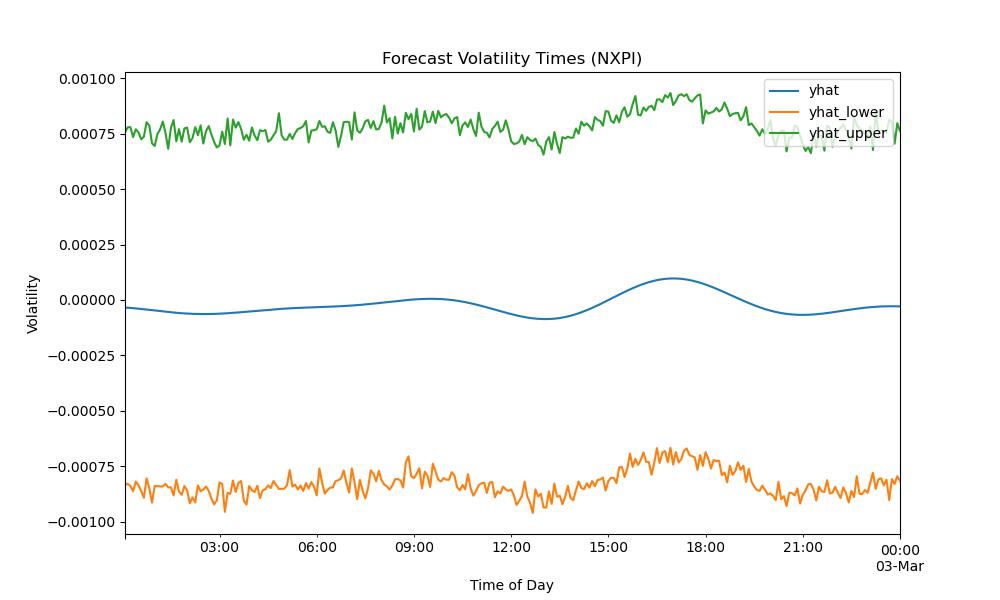 Forecast Volatility Times (NXPI)
0.00100
0.00075
0.00050
0.00025
0.00000
−0.00025
−0.00050
−0.00075
−0.00100
Volatility
yhat
yhat_lower
yhat_upper
03:00
06:00
09:00
12:00
15:00
18:00
21:00
00:00
03-Mar
Time of Day